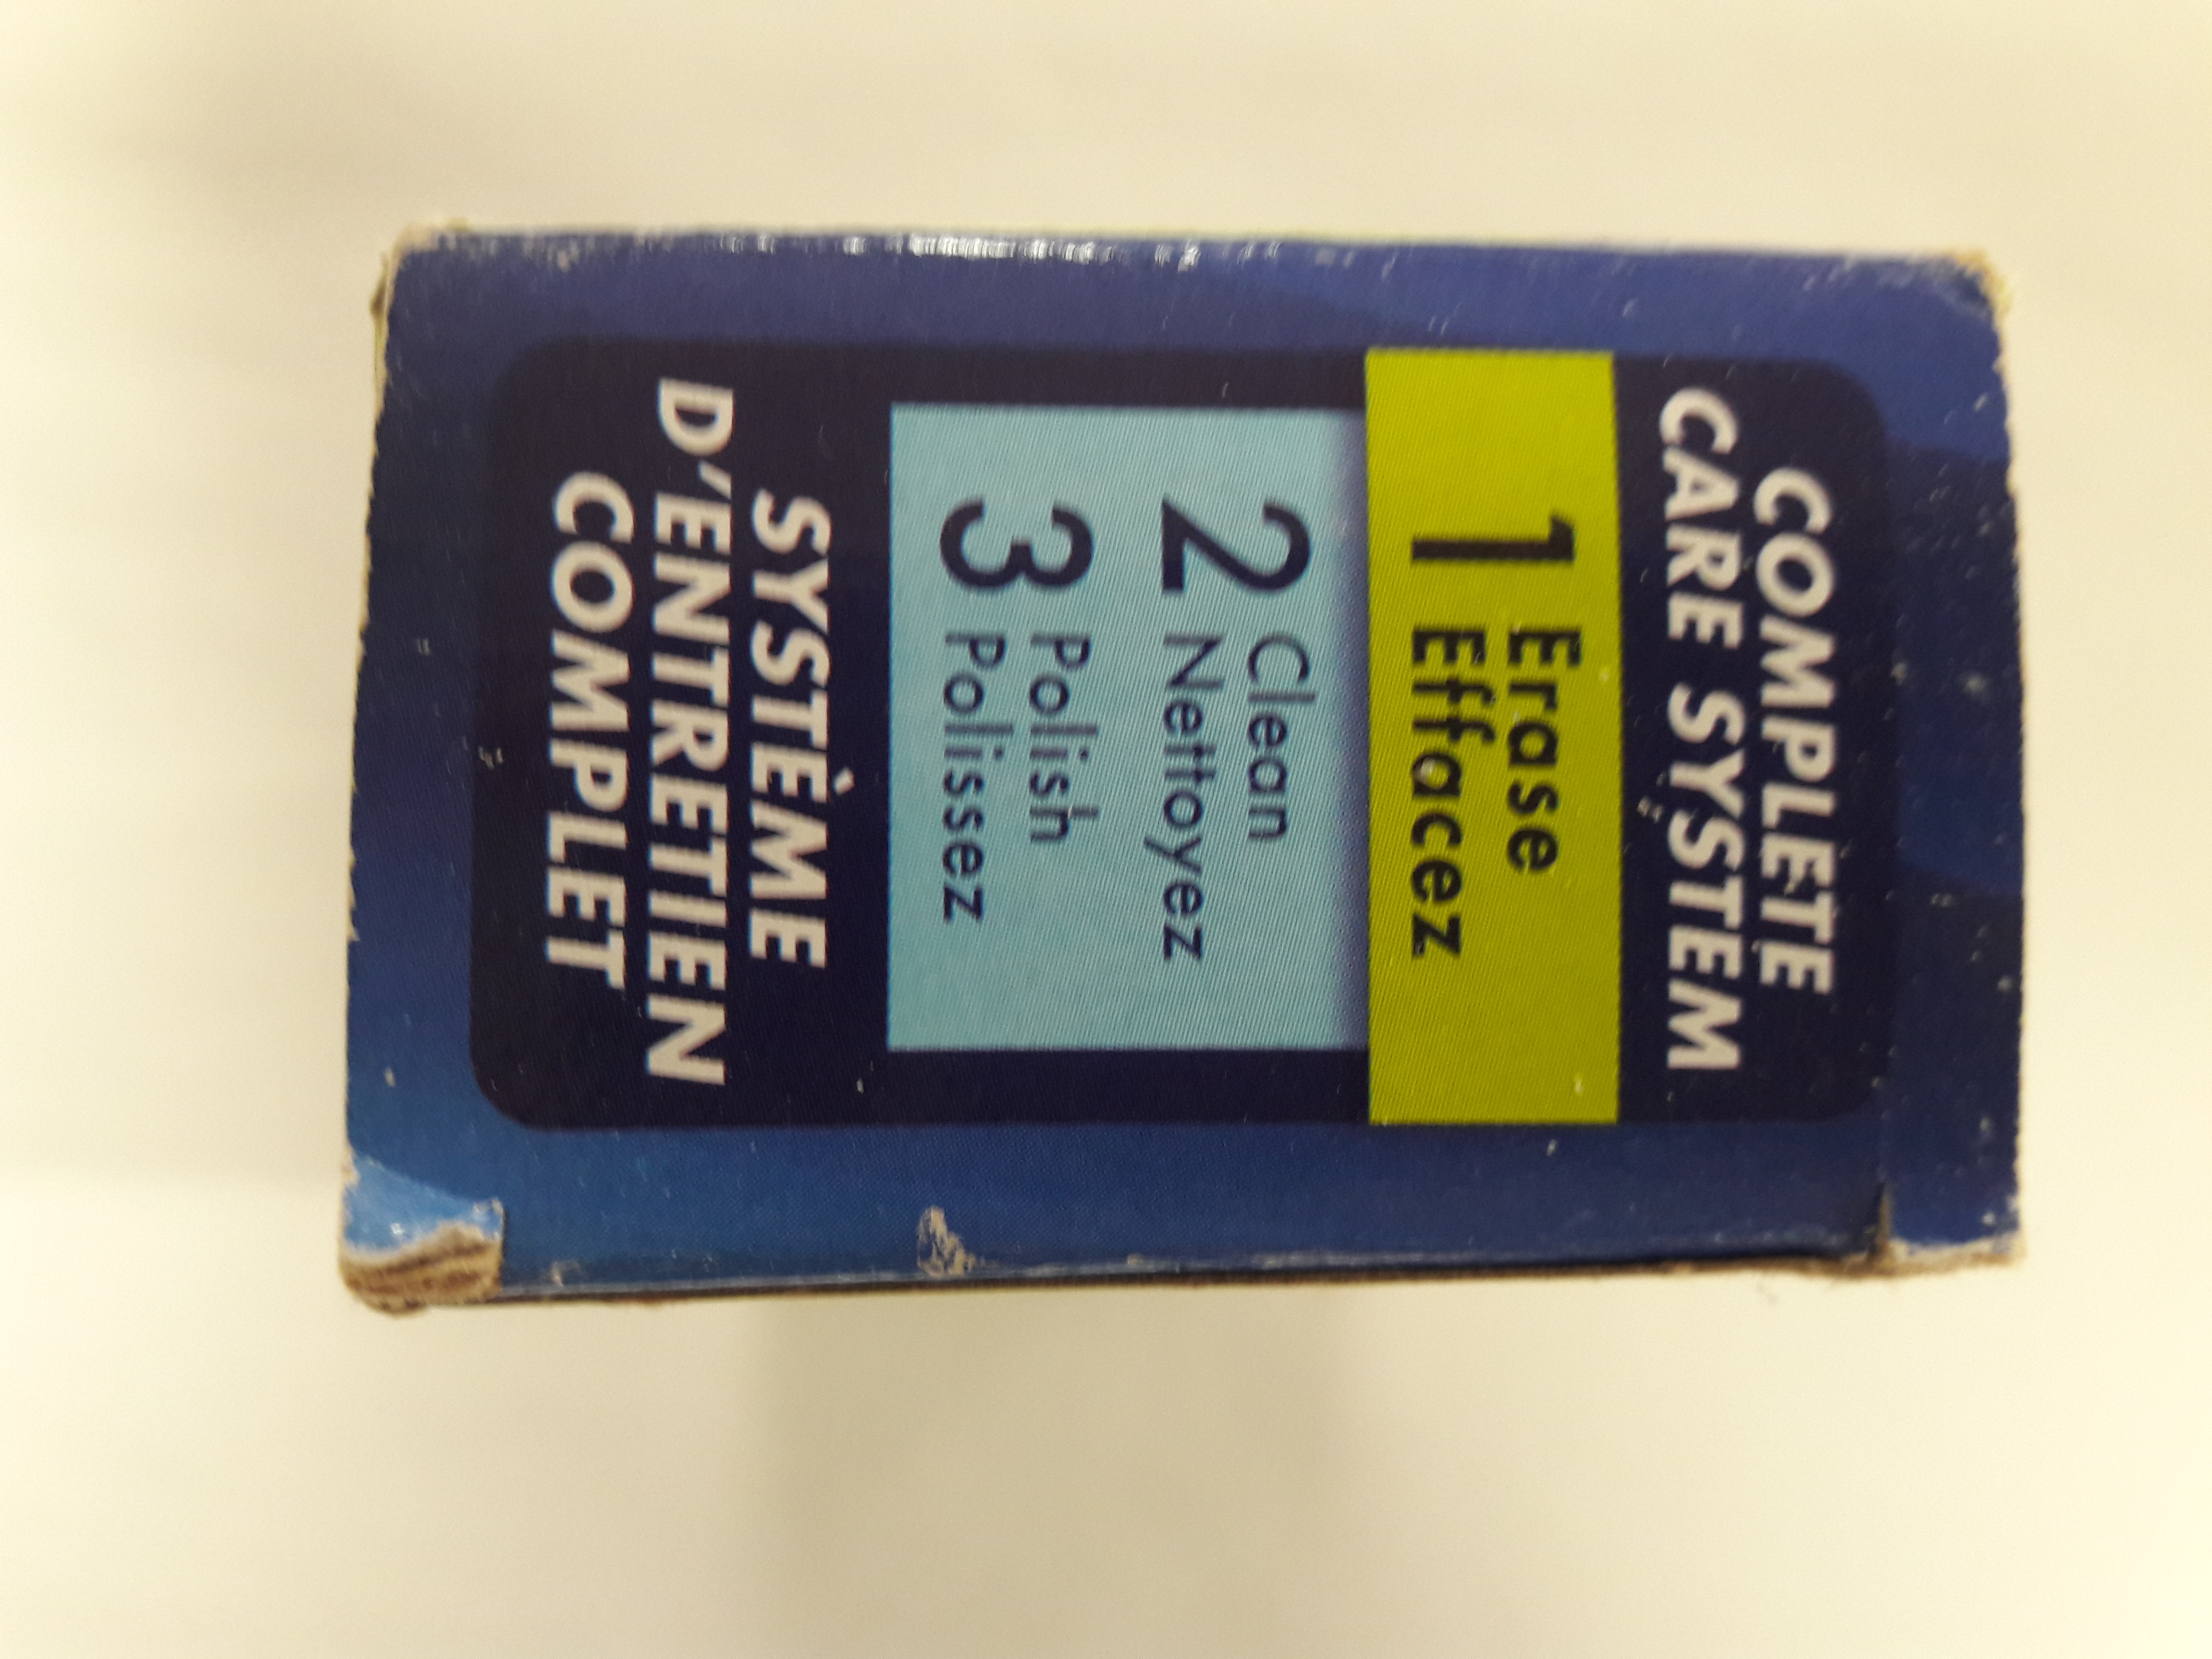 COMPLETE
CARE SYSTEM
1 Erase
Effacez
2 Clean
Nettoyez
3 Polish
Polissez
SYSTÈME
D'ENTRETIEN
COMPLET